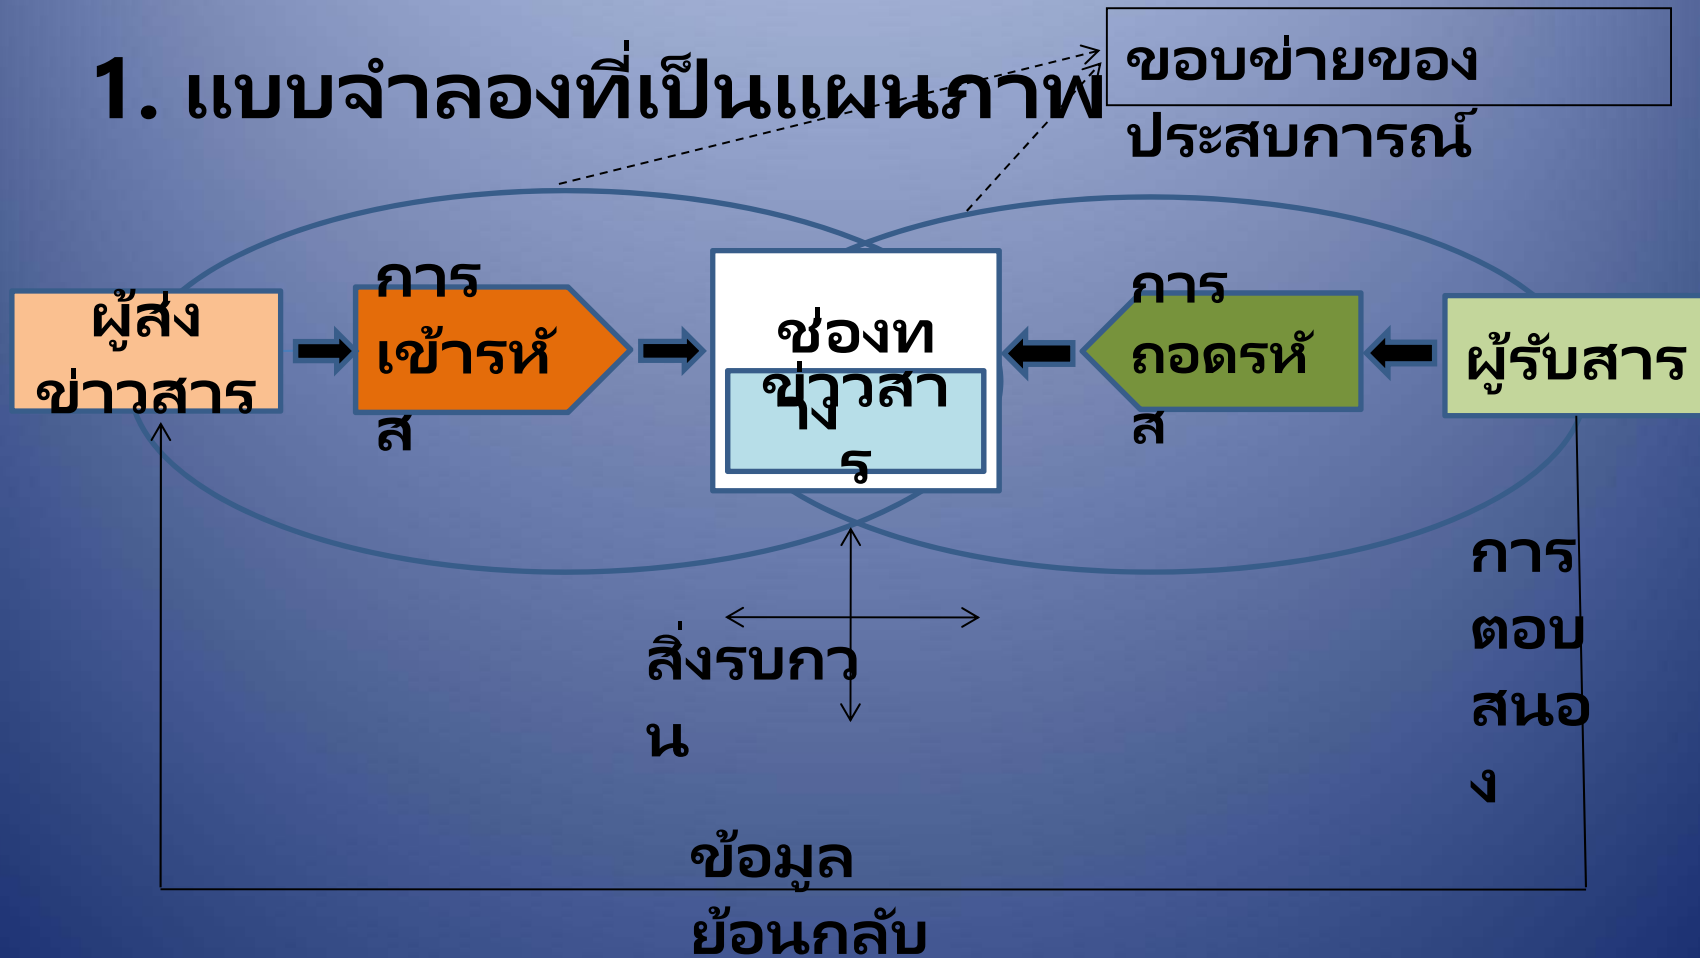 1. แบบจำลองที่เป็นแผนภาพ
ขอบข่ายของ
ประสบการณ์
ผู้ส่ง
ข่าวสาร
การ
เข้ารหั
ส
ช่องท
าง
ข่าวสา
ร
การ
ถอดรหั
ส
ผู้รับสาร
สิ่งรบกว
น
การ
ตอบ
สนอ
ง
ข้อมูล
ย้อนกลับ